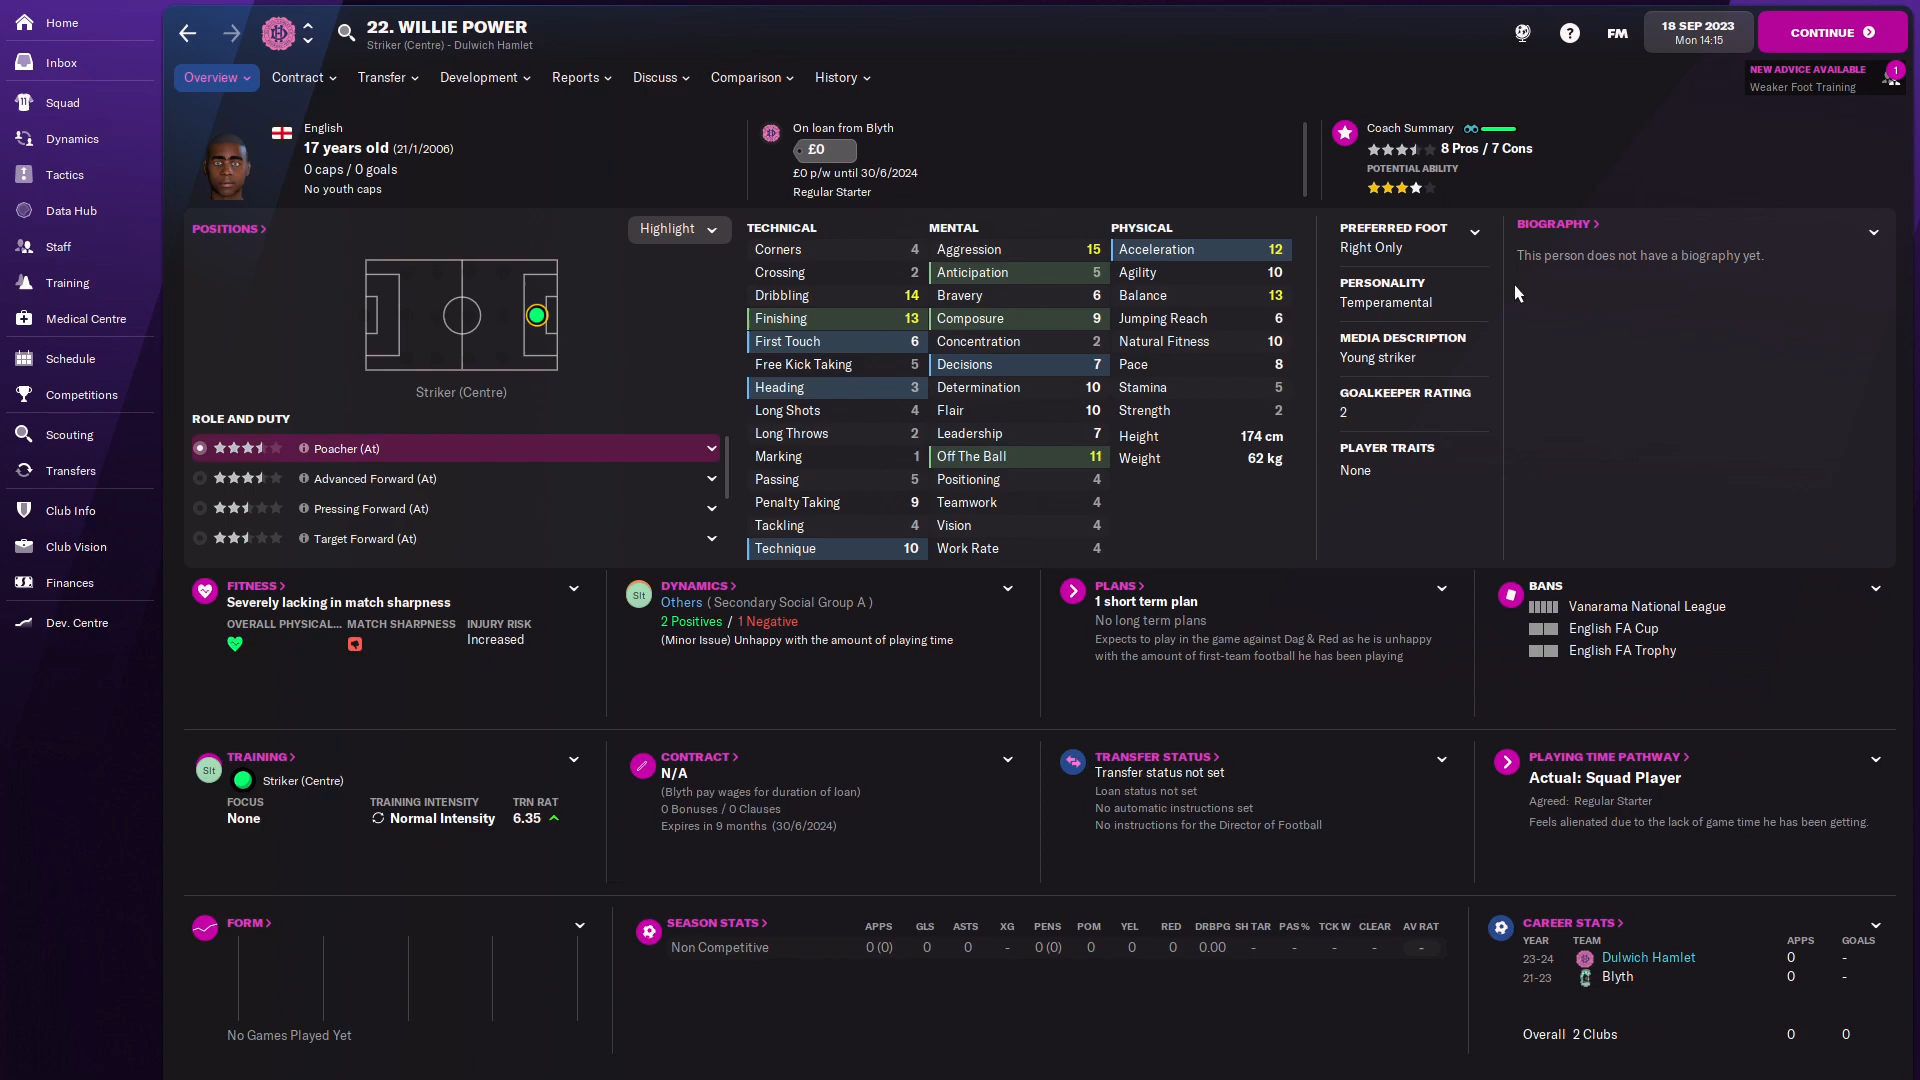 Home
Inbox
Squad
Dynamics
Tactics
Data Hub
Staff
Training
Medical Centre
Schedule
Competitions
Scouting
Transfers
Club Info
Club Vision
Finances
Dev. Centre
22. WILLIE POWER
Striker (Centre) - Dulwich Hamlet
?
FM
18 SEP 2023
Mon 14:15
CONTINUE
Overview Contract Transfer Development Reports Discuss Comparison History
NEW ADVICE AVAILABLE
1
Weaker Foot Training
English
17 years old (21/1/2006)
0 caps / 0 goals
No youth caps
On loan from Blyth
£0
£0 p/w until 30/6/2024
Regular Starter
Coach Summary
8 Pros / 7 Cons
POTENTIAL ABILITY
POSITIONS >
Highlight
Striker (Centre)
ROLE AND DUTY
Poacher (At)
Advanced Forward (At)
Pressing Forward (At)
Target Forward (At)
TECHNICAL
Corners 4
Crossing 2
Dribbling 14
Finishing 13
First Touch 6
Free Kick Taking 5
Heading 3
Long Shots 4
Long Throws 2
Marking 1
Passing 5
Penalty Taking 9
Tackling 4
Technique 10
MENTAL
Aggression 15
Anticipation 5
Bravery 6
Composure 9
Concentration 2
Decisions 7
Determination 10
Flair 10
Leadership 7
Off The Ball 11
Positioning 4
Teamwork 4
Vision 4
Work Rate 4
PHYSICAL
Acceleration 12
Agility 10
Balance 13
Jumping Reach 6
Natural Fitness 10
Pace 8
Stamina 5
Strength 2
Height 174 cm
Weight 62 kg
PREFERRED FOOT
Right Only
PERSONALITY
Temperamental
MEDIA DESCRIPTION
Young striker
GOALKEEPER RATING
2
PLAYER TRAITS
None
BIOGRAPHY >
This person does not have a biography yet.
FITNESS >
Severely lacking in match sharpness
OVERALL PHYSICAL... MATCH SHARPNESS INJURY RISK
Increased
Slt
DYNAMICS >
Others ( Secondary Social Group A )
2 Positives / 1 Negative
(Minor Issue) Unhappy with the amount of playing time
PLANS >
1 short term plan
No long term plans
Expects to play in the game against Dag & Red as he is unhappy
with the amount of first-team football he has been playing
BANS
Vanarama National League
English FA Cup
English FA Trophy
TRAINING >
Slt
Striker (Centre)
FOCUS TRAINING INTENSITY TRN RAT
None Normal Intensity 6.35
CONTRACT >
N/A
(Blyth pay wages for duration of loan)
0 Bonuses / 0 Clauses
Expires in 9 months (30/6/2024)
TRANSFER STATUS >
Transfer status not set
Loan status not set
No automatic instructions set
No instructions for the Director of Football
PLAYING TIME PATHWAY >
Actual: Squad Player
Agreed: Regular Starter
Feels alienated due to the lack of game time he has been getting.
FORM >
No Games Played Yet
SEASON STATS > APPS GLS ASTS XG PENS POM YEL RED DRBPG SH TAR PAS % TCK W CLEAR AV RAT
Non Competitive 0 (0) 0 0 - 0 (0) 0 0 0 0.00 - - - - -
CAREER STATS >
YEAR TEAM APPS GOALS
23-24 Dulwich Hamlet 0 -
21-23 Blyth 0 -
Overall 2 Clubs 0 0